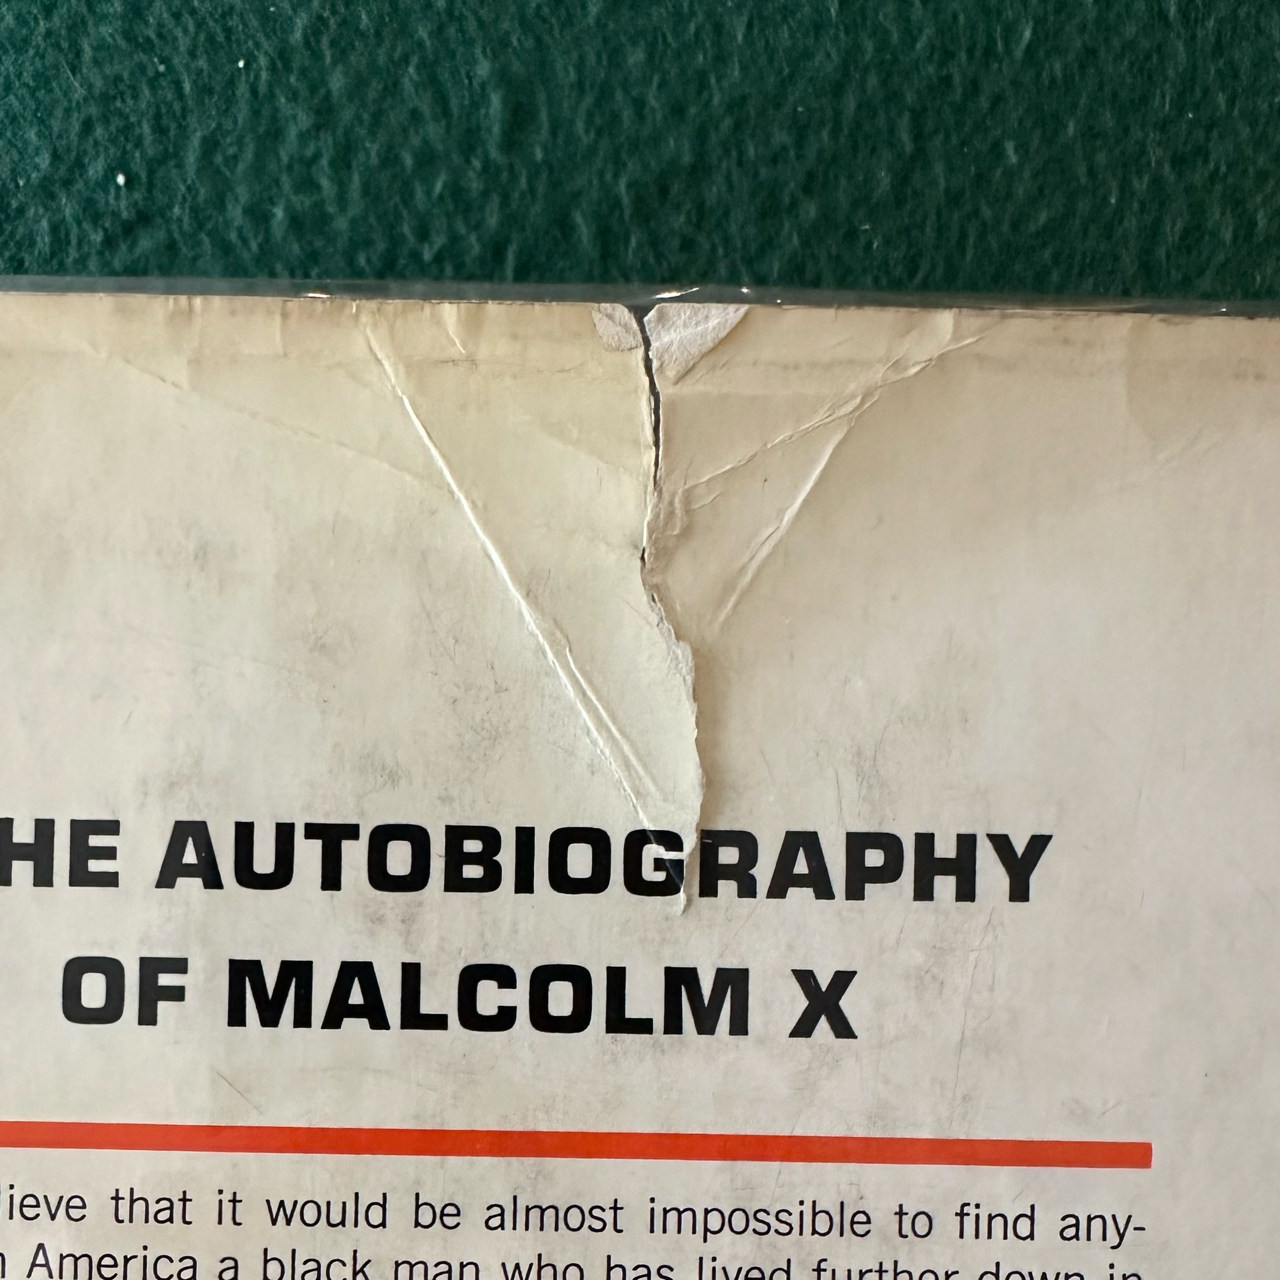 HE AUTOBIOGRAPHY
OF MALCOLM X
lieve that it would be almost impossible to find any-
America a black man who has lived further down in